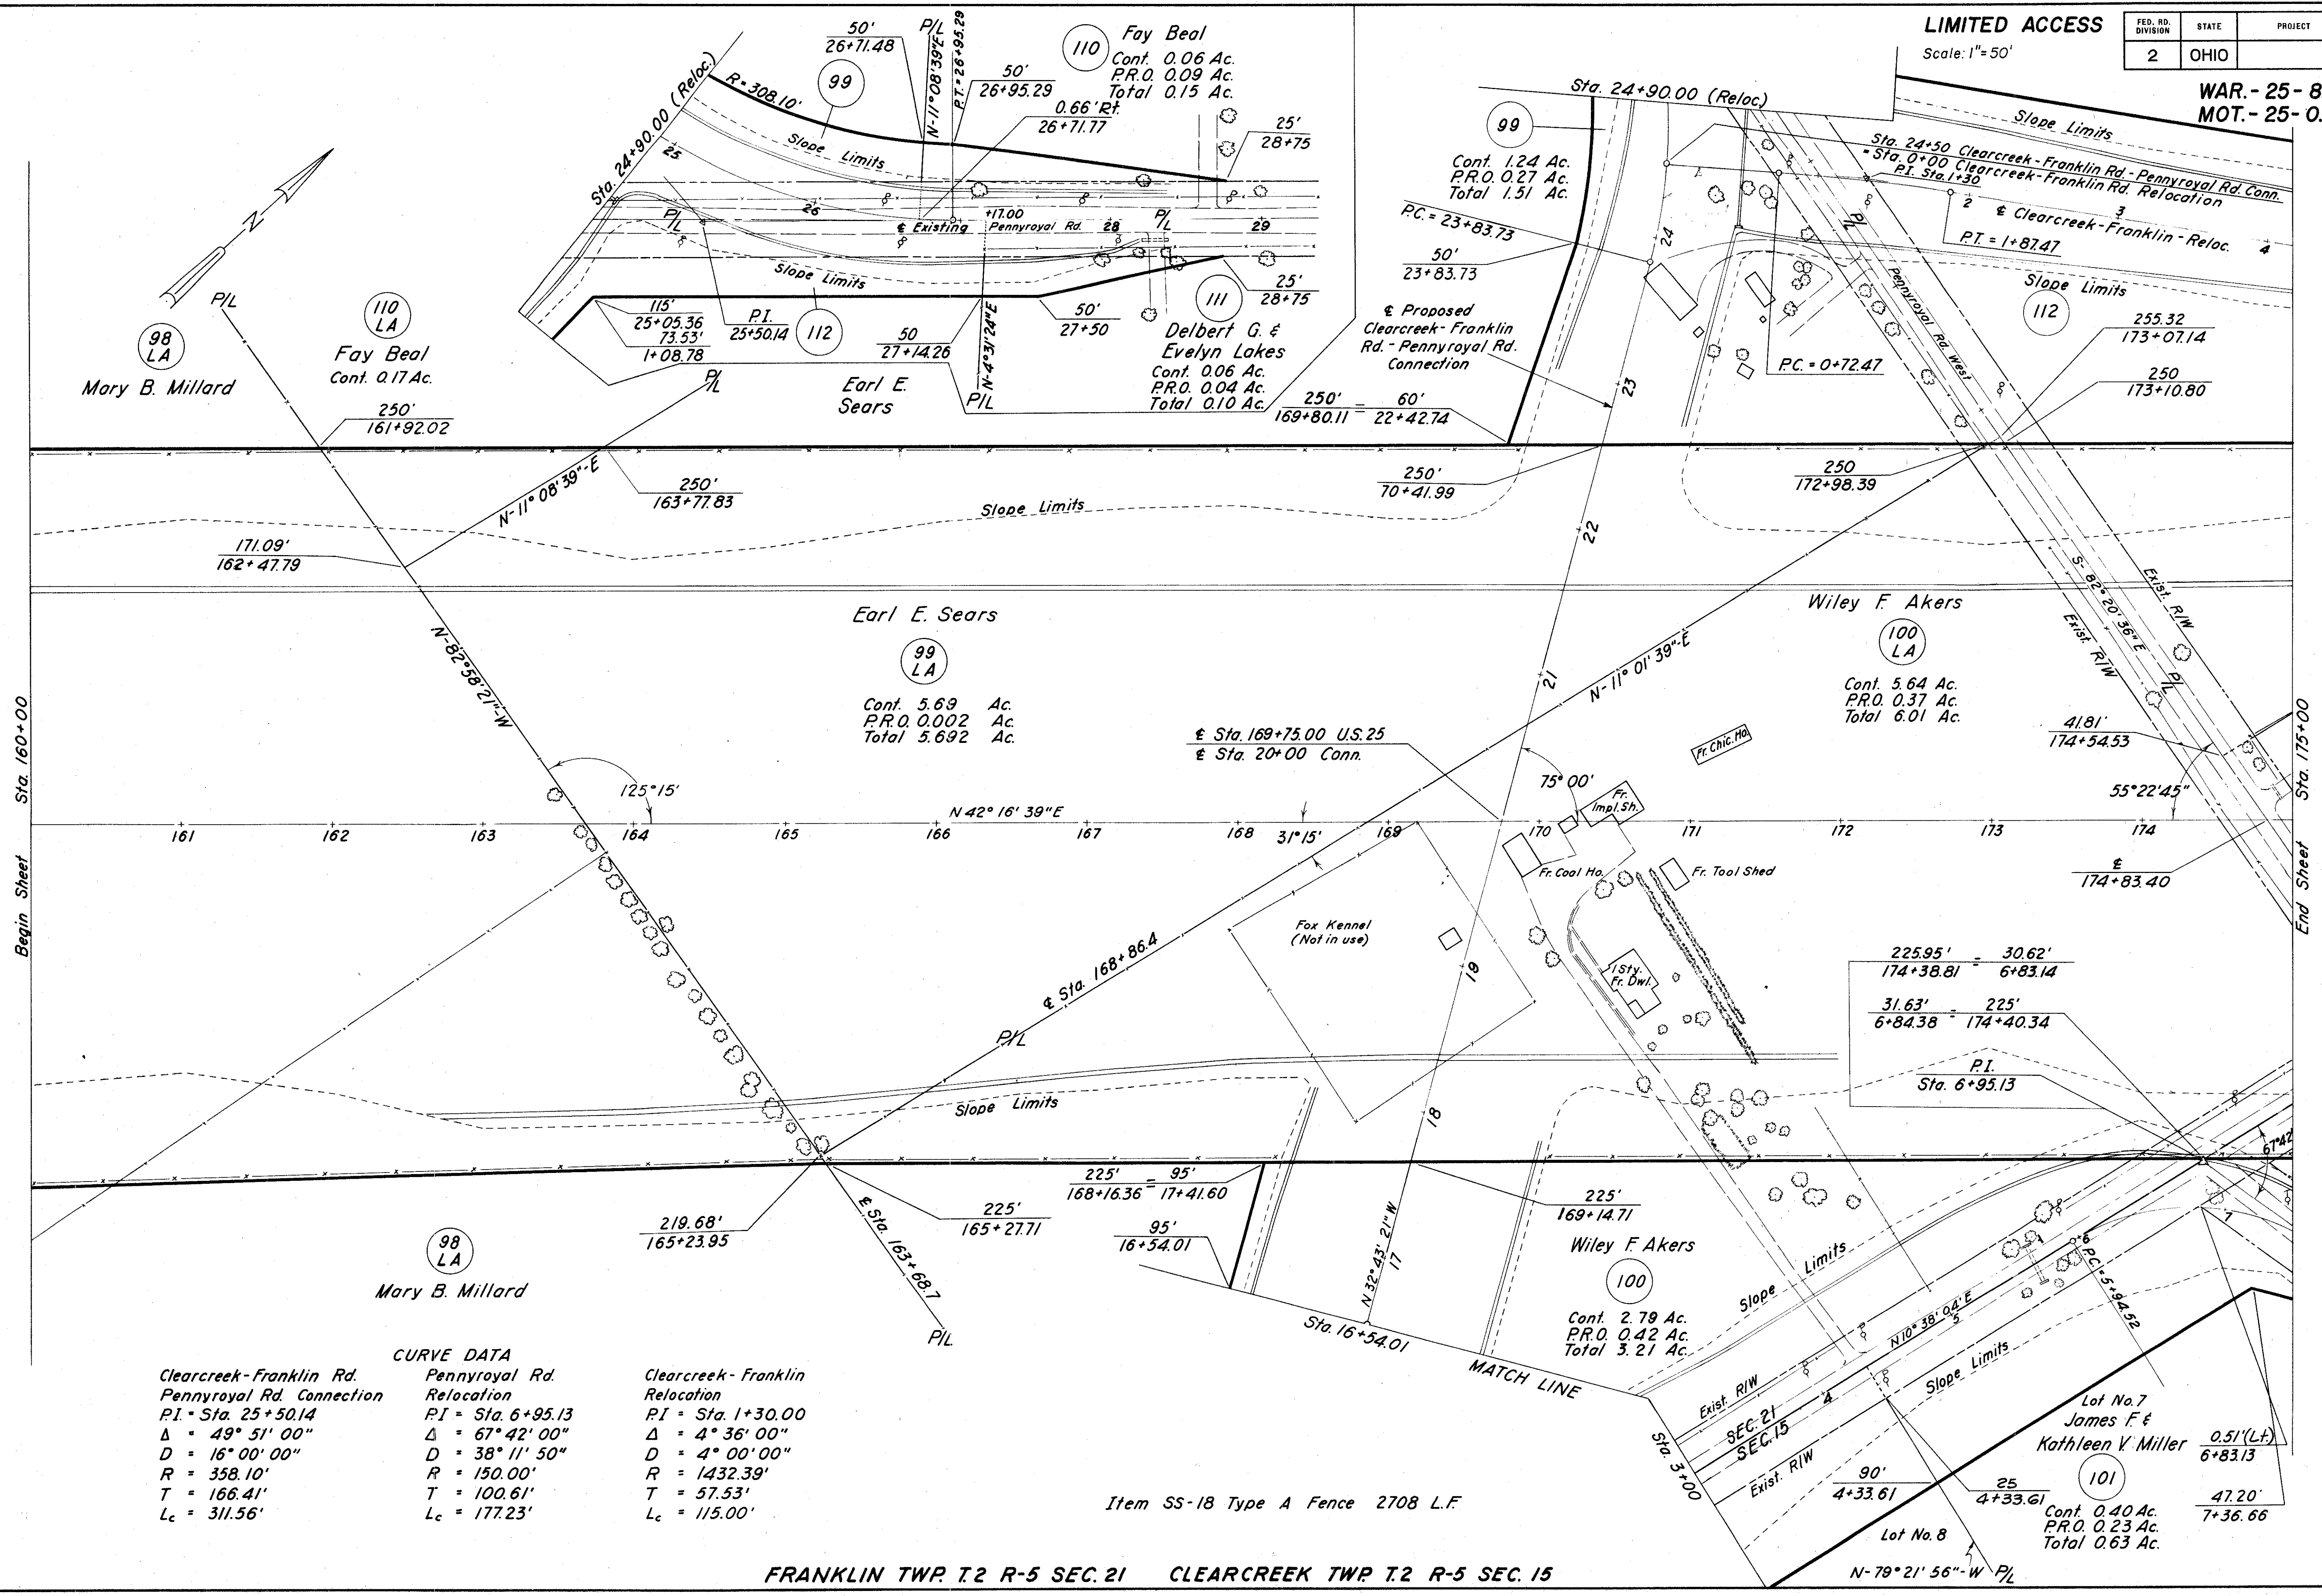 LIMITED ACCESS
Scale: 1"=50'
FED. RD. DIVISION
STATE
PROJECT
2
OHIO
WAR.-25-8
MOT.-25-0.
50'
26+71.48
P/L
N-11°08'39"E
P.T.=26+95.29
110
Fay Beal
Cont. 0.06 Ac.
P.R.O. 0.09 Ac.
Total 0.15 Ac.
99
R=308.10'
50'
26+95.29
0.66' Rt.
26+71.77
25'
28+75
Sta. 24+90.00 (Reloc.)
Slope Limits
25
26
+17.00
℄ Existing Pennyroyal Rd.
28
29
P/L
P/L
Slope Limits
115'
25+05.36
73.53'
1+08.78
P.I.
25+50.14
112
50
27+14.26
N-4°31'24"E
P/L
50'
27+50
111
25'
28+75
Delbert G. &
Evelyn Lakes
Cont. 0.06 Ac.
P.R.O. 0.04 Ac.
Total 0.10 Ac.
Earl E.
Sears
P/L
N
P/L
98
LA
Mary B. Millard
110
LA
Fay Beal
Cont. 0.17 Ac.
250'
161+92.02
Sta. 24+90.00 (Reloc.)
99
Cont. 1.24 Ac.
P.R.O. 0.27 Ac.
Total 1.51 Ac.
P.C.=23+83.73
50'
23+83.73
℄ Proposed
Clearcreek-Franklin
Rd.-Pennyroyal Rd.
Connection
250' = 60'
169+80.11 22+42.74
24
23
Slope Limits
Sta. 24+50 Clearcreek-Franklin Rd.-Pennyroyal Rd. Conn.
=Sta. 0+00 Clearcreek-Franklin Rd. Relocation
P.I. Sta. 1+30
2
3
4
℄ Clearcreek-Franklin-Reloc.
P.T. = 1+87.47
Slope Limits
P/L
Pennyroyal Rd. West
112
P.C.=0+72.47
255.32
173+07.14
250
173+10.80
N-11°08'39"-E
250'
163+77.83
Slope Limits
250'
70+41.99
250
172+98.39
22
171.09'
162+47.79
N-82°58'21"-W
Earl E. Sears
99
LA
Cont. 5.69 Ac.
P.R.O. 0.002 Ac.
Total 5.692 Ac.
21
N-11°01'39"-E
Wiley F. Akers
100
LA
Cont. 5.64 Ac.
P.R.O. 0.37 Ac.
Total 6.01 Ac.
Exist. R/W
S-82°20'36"E
Exist. R/W
P/L
41.81'
174+54.53
55°22'45"
℄ Sta. 169+75.00 U.S.25
℄ Sta. 20+00 Conn.
Fr. Chic. Ho.
Sta. 160+00
Begin Sheet
Sta. 175+00
End Sheet
125°15'
N 42° 16' 39"E
75°00'
Fr.
Impl. Sh.
161
162
163
164
165
166
167
168
31°15'
169
170
171
172
173
174
℄
174+83.40
Fr. Coal Ho.
Fr. Tool Shed
Fox Kennel
(Not in use)
℄ Sta. 168+86.4
19
1 Sty.
Fr. Dwl.
225.95' = 30.62'
174+38.81 6+83.14
31.63' = 225'
6+84.38 174+40.34
P.I.
Sta. 6+95.13
P/L
Slope Limits
18
67°42'
225' = 95'
168+16.36 17+41.60
219.68'
165+23.95
225'
165+27.71
95'
16+54.01
225'
169+14.71
98
LA
Mary B. Millard
℄ Sta. 163+68.7
P/L
N 32° 43' 21" W
17
Sta. 16+54.01
MATCH LINE
Wiley F. Akers
100
Cont. 2.79 Ac.
P.R.O. 0.42 Ac.
Total 3.21 Ac.
Slope Limits
N 10° 38' 04" E
5
6
7
P.C.=5+94.52
Slope Limits
Exist. R/W
SEC. 21
SEC. 15
4
Exist. R/W
Sta. 3+00
90'
4+33.61
25
4+33.61
Lot No. 7
James F. &
Kathleen V. Miller
101
Cont. 0.40 Ac.
P.R.O. 0.23 Ac.
Total 0.63 Ac.
0.51'(Lt.)
6+83.13
47.20'
7+36.66
Lot No. 8
N-79°21'56"-W P/L
CURVE DATA
Clearcreek-Franklin Rd.
Pennyroyal Rd. Connection
P.I. = Sta. 25+50.14
Δ = 49° 51' 00"
D = 16° 00' 00"
R = 358.10'
T = 166.41'
Lc = 311.56'
Pennyroyal Rd.
Relocation
P.I = Sta. 6+95.13
Δ = 67° 42' 00"
D = 38° 11' 50"
R = 150.00'
T = 100.61'
Lc = 177.23'
Clearcreek-Franklin
Relocation
P.I = Sta. 1+30.00
Δ = 4° 36' 00"
D = 4° 00' 00"
R = 1432.39'
T = 57.53'
Lc = 115.00'
Item SS-18 Type A Fence 2708 L.F.
FRANKLIN TWP. T.2 R-5 SEC. 21 CLEARCREEK TWP. T.2 R-5 SEC. 15